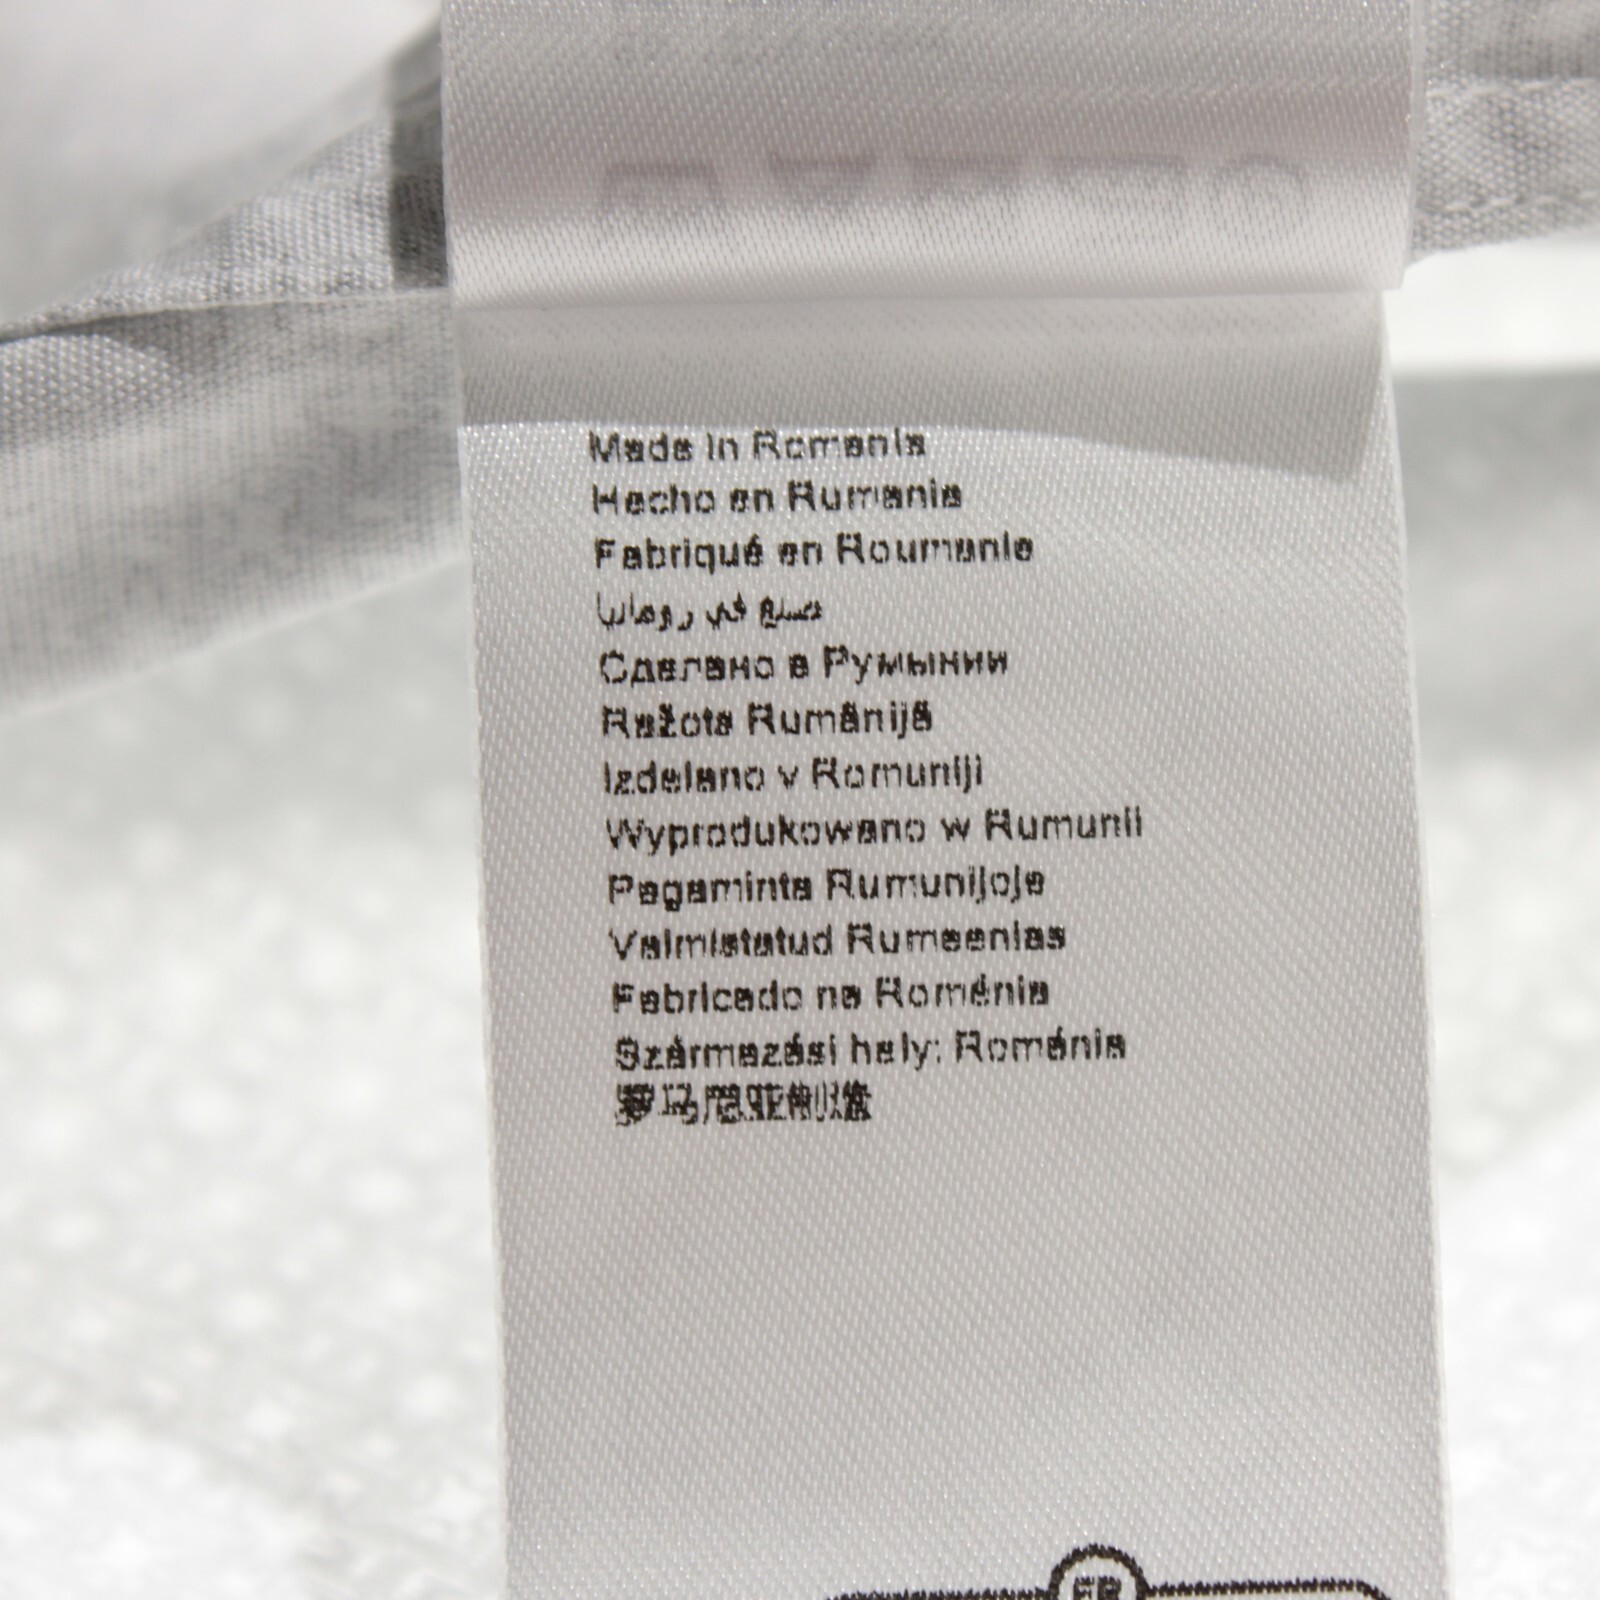 Made in Romania
Hecho en Rumania
Fabriqué en Roumanie
صنع في رومانيا
Сделано в Румынии
Ražots Rumānijā
Izdelano v Romuniji
Wyprodukowano w Rumunii
Pagaminta Rumunijoje
Valmistatud Rumeenias
Fabricado na Roménia
Származási hely: Románia
罗马尼亚制造
FR